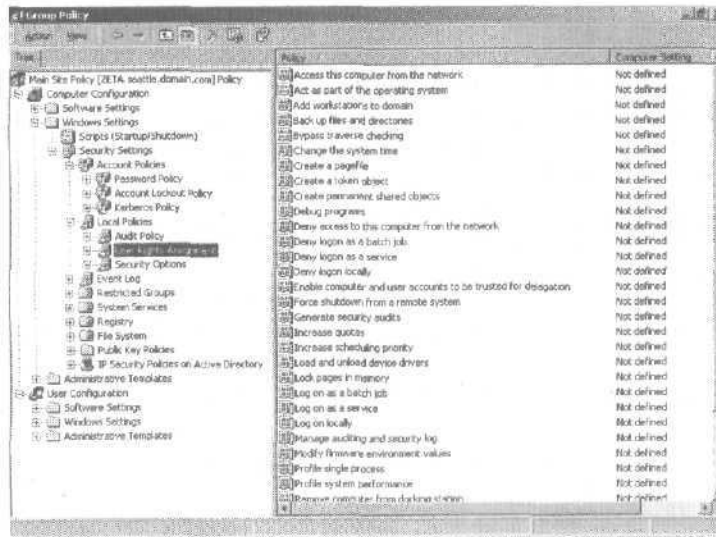 Group Policy
Action View
Tree
Main Site Policy [ZETA.seattle.domain.com] Policy
Computer Configuration
Software Settings
Windows Settings
Scripts (Startup/Shutdown)
Security Settings
Account Policies
Password Policy
Account Lockout Policy
Kerberos Policy
Local Policies
Audit Policy
User Rights Assignment
Security Options
Event Log
Restricted Groups
System Services
Registry
File System
Public Key Policies
IP Security Policies on Active Directory
Administrative Templates
User Configuration
Software Settings
Windows Settings
Administrative Templates
Policy Computer Setting
Access this computer from the network Not defined
Act as part of the operating system Not defined
Add workstations to domain Not defined
Back up files and directories Not defined
Bypass traverse checking Not defined
Change the system time Not defined
Create a pagefile Not defined
Create a token object Not defined
Create permanent shared objects Not defined
Debug programs Not defined
Deny access to this computer from the network Not defined
Deny logon as a batch job Not defined
Deny logon as a service Not defined
Deny logon locally Not defined
Enable computer and user accounts to be trusted for delegation Not defined
Force shutdown from a remote system Not defined
Generate security audits Not defined
Increase quotas Not defined
Increase scheduling priority Not defined
Load and unload device drivers Not defined
Lock pages in memory Not defined
Log on as a batch job Not defined
Log on as a service Not defined
Log on locally Not defined
Manage auditing and security log Not defined
Modify firmware environment values Not defined
Profile single process Not defined
Profile system performance Not defined
Remove computer from docking station Not defined